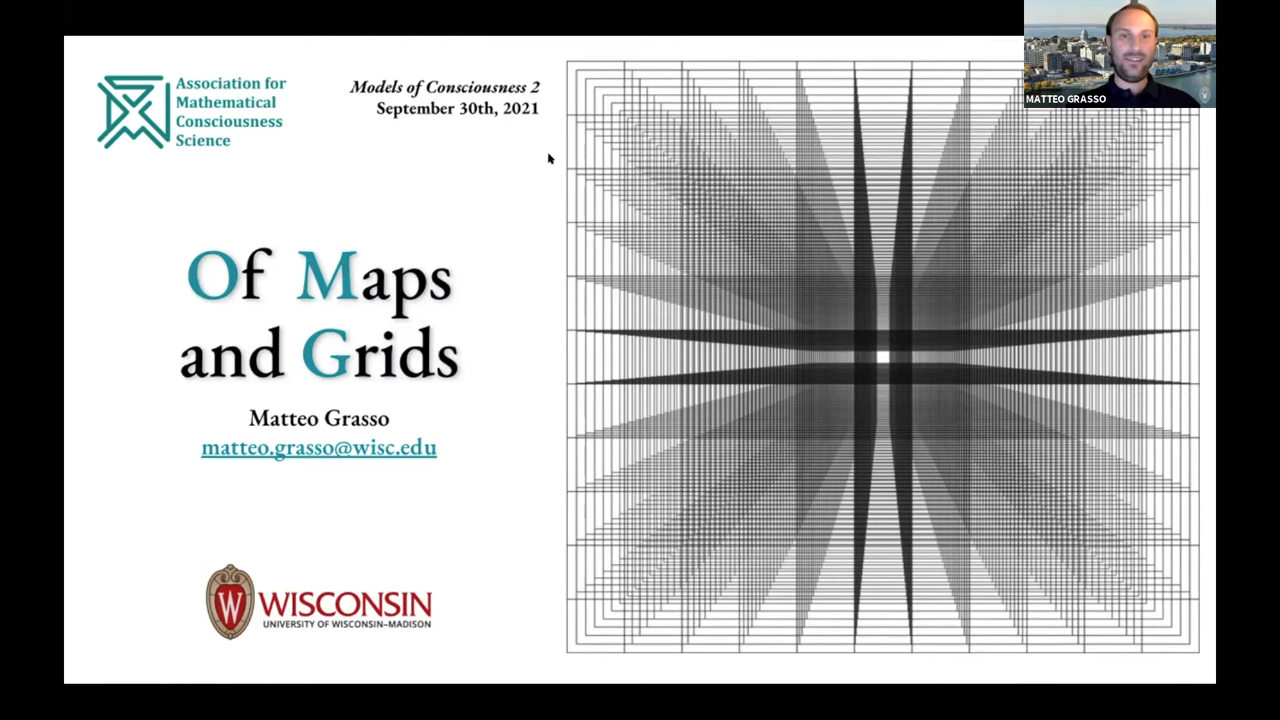 Association for
Mathematical
Consciousness
Science
Models of Consciousness 2
September 30th, 2021
MATTEO GRASSO
Of Maps
and Grids
Matteo Grasso
matteo.grasso@wisc.edu
W
WISCONSIN
UNIVERSITY OF WISCONSIN–MADISON